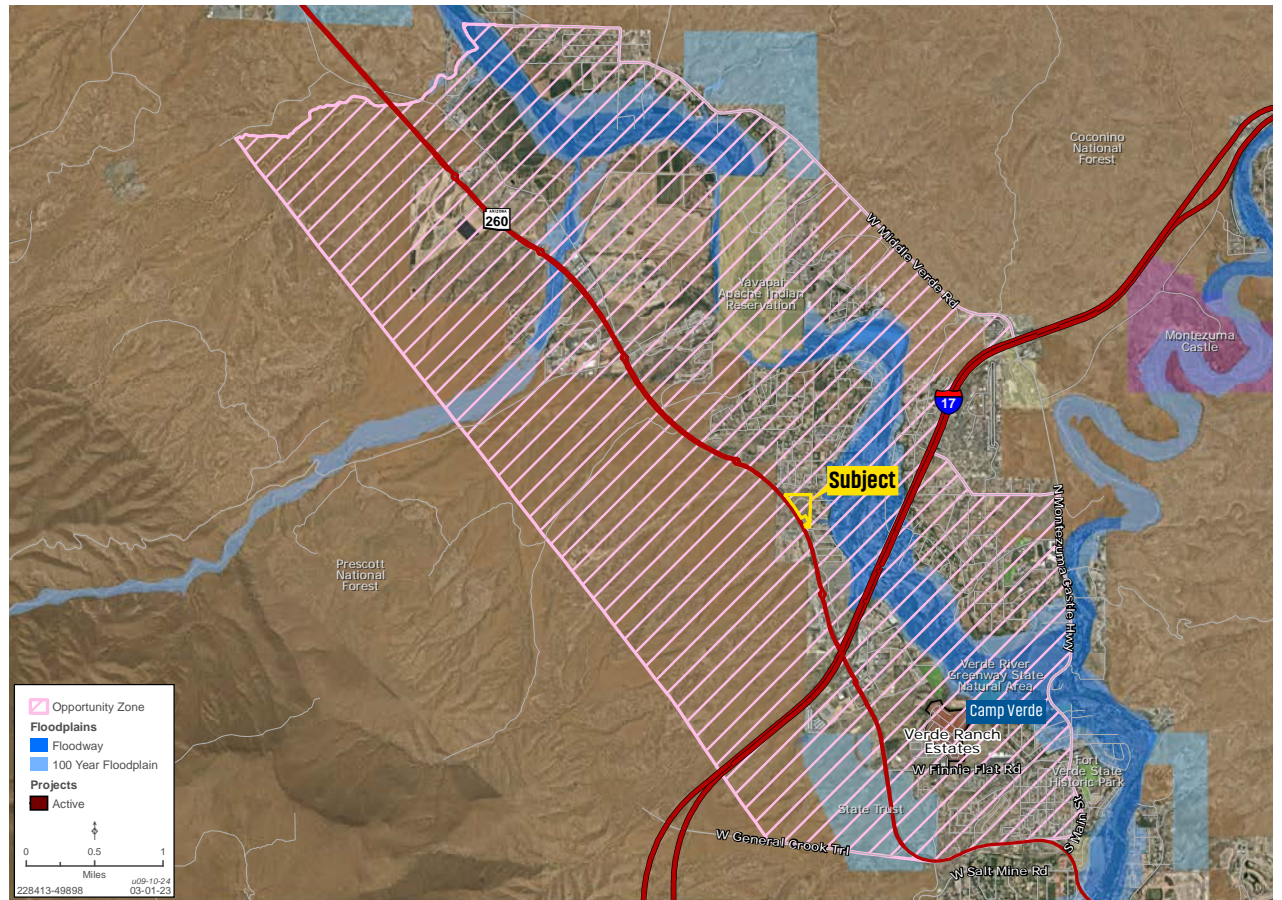 Coconino
National
Forest
ARIZONA
260
W Middle Verde Rd
Yavapai
Apache Indian
Reservation
Montezuma
Castle
17
Subject
N Montezuma Castle Hwy
Prescott
National
Forest
Verde River
Greenway State
Natural Area
Camp Verde
Verde Ranch
Estates
W Finnie Flat Rd
Fort
Verde State
Historic Park
State Trust
S Main St
W General Crook Trl
W Salt Mine Rd
Opportunity Zone
Floodplains
Floodway
100 Year Floodplain
Projects
Active
0 0.5 1
Miles
u09-10-24
228413-49898 03-01-23